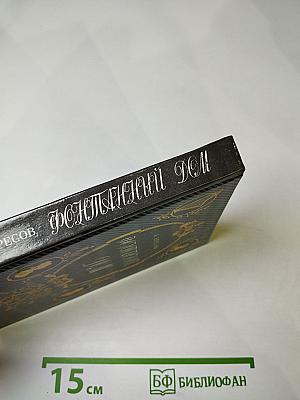 РЕСОВ. ФОНТАННЫЙ ДОМ
15 см
БФ БИБЛИОФАН